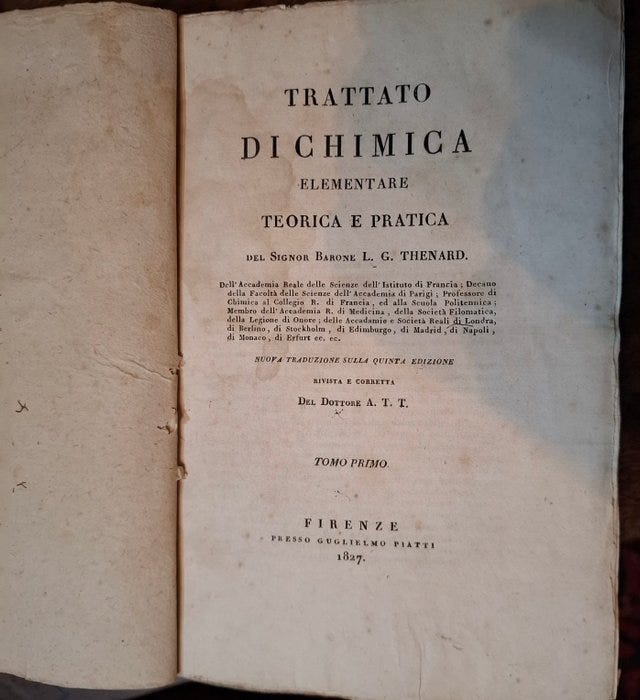 TRATTATO
DI CHIMICA
ELEMENTARE
TEORICA E PRATICA
DEL SIGNOR BARONE L. G. THENARD.
Dell'Accademia Reale delle Scienze dell'Istituto di Francia; Decano
della Facoltà delle Scienze dell'Accademia di Parigi; Professore di
Chimica al Collegio R. di Francia, ed alla Scuola Politennica;
Membro dell'Accademia R. di Medicina, della Società Filomatica,
della Legione di Onore; delle Accadamie e Società Reali di Londra,
di Berlino, di Stockholm, di Edimburgo, di Madrid, di Napoli,
di Monaco, di Erfurt ec. ec.
NUOVA TRADUZIONE SULLA QUINTA EDIZIONE
RIVISTA E CORRETTA
DEL DOTTORE A. T. T.
TOMO PRIMO
FIRENZE
PRESSO GUGLIELMO PIATTI
1827.